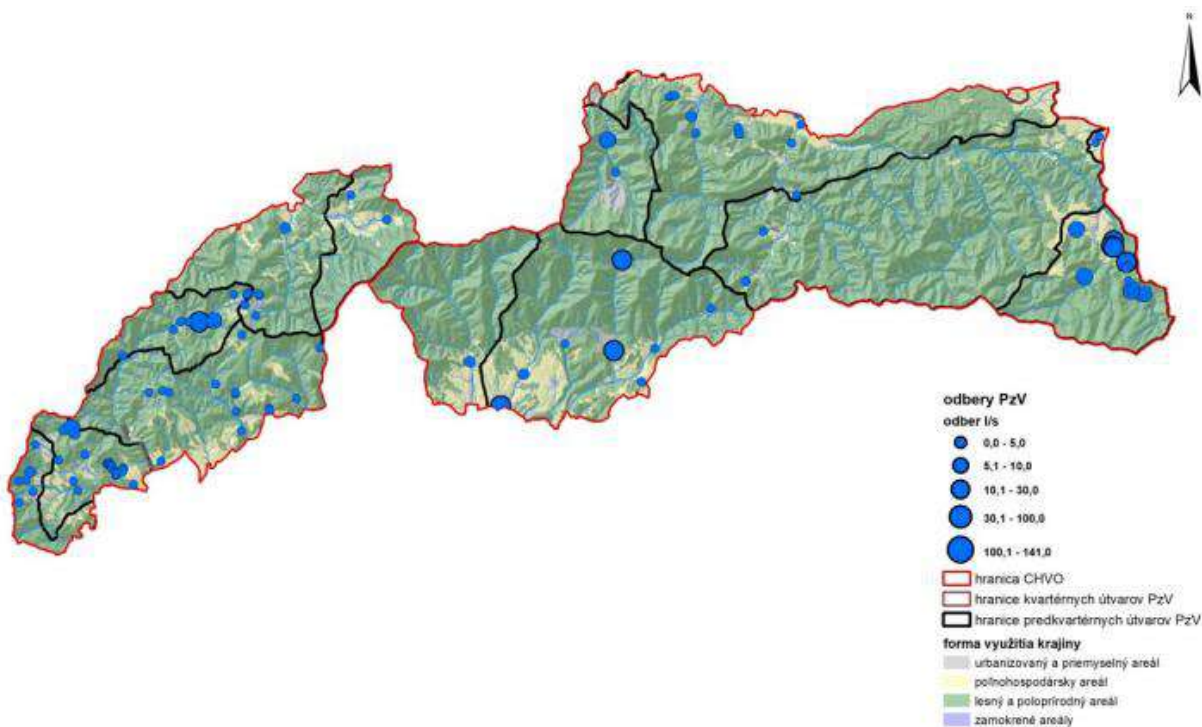 N
odbery PzV
odber l/s
0,0 - 5,0
5,1 - 10,0
10,1 - 30,0
30,1 - 100,0
100,1 - 141,0
hranica CHVO
hranice kvartérnych útvarov PzV
hranice predkvartérnych útvarov PzV
forma využitia krajiny
urbanizovaný a priemyselný areál
poľnohospodársky areál
lesný a poloprírodný areál
zamokrené areály